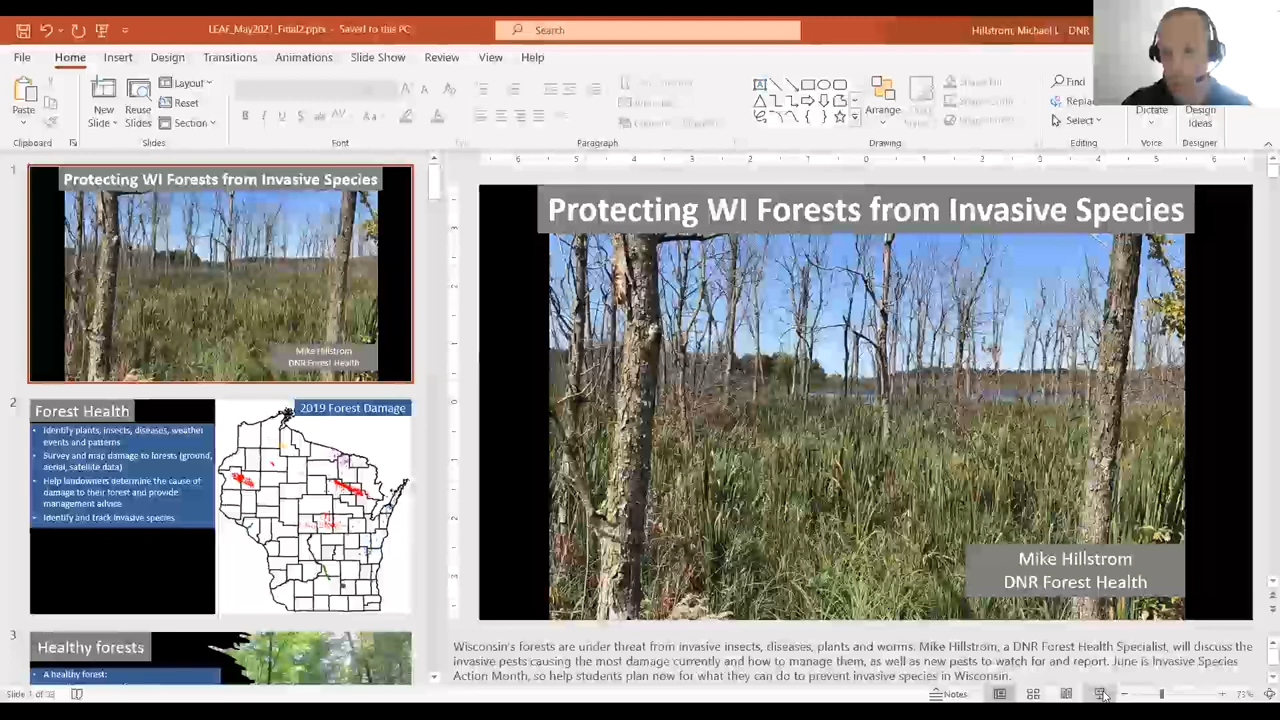 LEAF_May2021_Final2.pptx - Saved to this PC
Search
Hillstrom, Michael L DNR
File Home Insert Design Transitions Animations Slide Show Review View Help
Paste
Clipboard
New Slide
Reuse Slides
Layout
Reset
Section
Slides
Font
Paragraph
Arrange
Drawing
Find
Select
Editing
Dictate
Voice
Design Ideas
Designer
1
Protecting WI Forests from Invasive Species
Mike Hillstrom
DNR Forest Health
2
Forest Health
2019 Forest Damage
• Identify plants, insects, diseases, weather
events and patterns
• Survey and map damage to forests (ground,
aerial, satellite data)
• Help landowners determine the cause of
damage to their forest and provide
management advice
• Identify and track invasive species
3
Healthy forests
• A healthy forest:
Protecting WI Forests from Invasive Species
Mike Hillstrom
DNR Forest Health
Wisconsin's forests are under threat from invasive insects, diseases, plants and worms. Mike Hillstrom, a DNR Forest Health Specialist, will discuss the
invasive pests causing the most damage currently and how to manage them, as well as new pests to watch for and report. June is Invasive Species
Action Month, so help students plan now for what they can do to prevent invasive species in Wisconsin.
Slide 1 of
Notes
73%